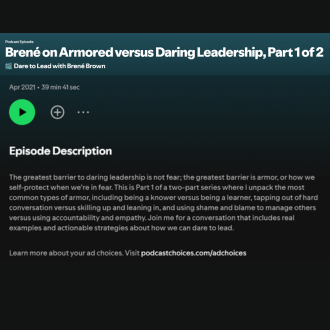 Podcast Episode
Brené on Armored versus Daring Leadership, Part 1 of 2
Dare to Lead with Brené Brown
Apr 2021 • 39 min 41 sec
Episode Description
The greatest barrier to daring leadership is not fear; the greatest barrier is armor, or how we
self-protect when we're in fear. This is Part 1 of a two-part series where I unpack the most
common types of armor, including being a knower versus being a learner, tapping out of hard
conversation versus skilling up and leaning in, and using shame and blame to manage others
versus using accountability and empathy. Join me for a conversation that includes real
examples and actionable strategies about how we can dare to lead.
Learn more about your ad choices. Visit podcastchoices.com/adchoices